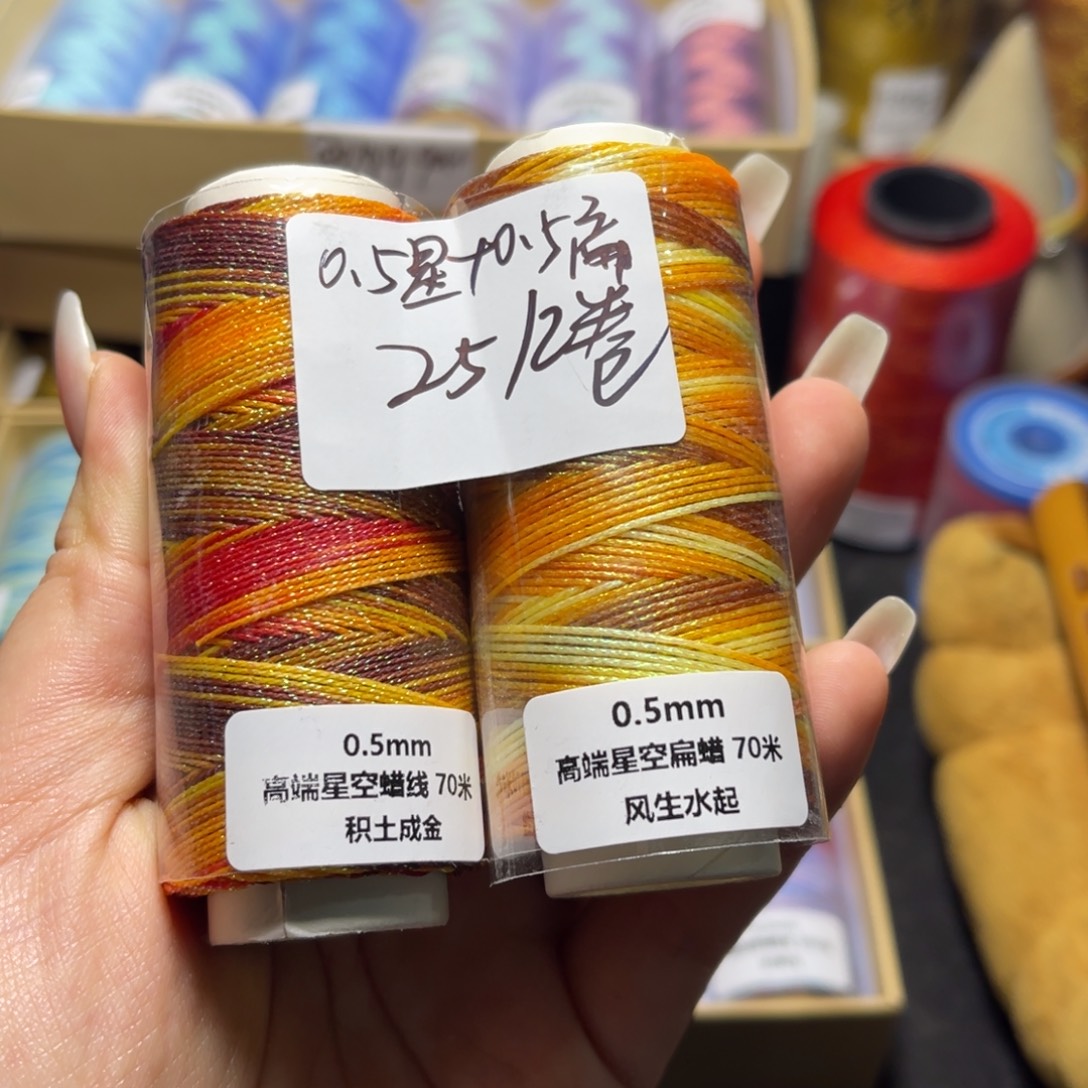 0.5星+0.5扁
25/2卷
0.5mm
高端星空蜡线 70米
积土成金
0.5mm
高端星空扁蜡 70米
风生水起